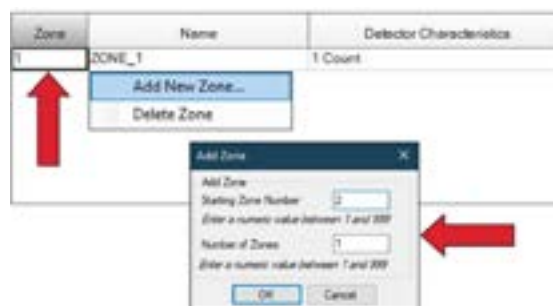 Zone Name Detector Characteristics
1 ZONE_1 1 Count
Add New Zone...
Delete Zone
Add Zone
Add Zone
Starting Zone Number 2
Enter a numeric value between 1 and 999
Number of Zones 1
Enter a numeric value between 1 and 999
OK Cancel